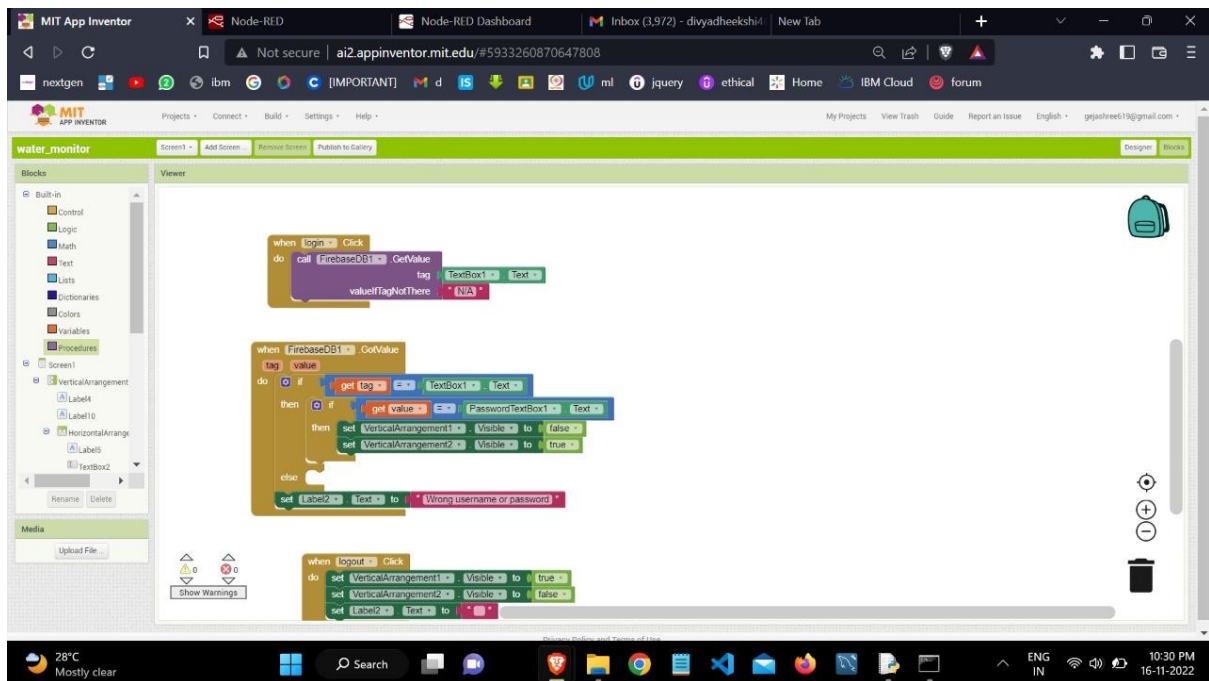 MIT App Inventor
Node-RED
Node-RED Dashboard
Inbox (3,972) - divyadheekshi4
New Tab
Not secure | ai2.appinventor.mit.edu/#5933260870647808
nextgen
ibm
[IMPORTANT]
d
IS
ml
jquery
ethical
Home
IBM Cloud
forum
MIT
APP INVENTOR
Projects
Connect
Build
Settings
Help
My Projects
View Trash
Guide
Report an Issue
English
gejashree619@gmail.com
water_monitor
Screen1
Add Screen ...
Remove Screen
Publish to Gallery
Designer
Blocks
Blocks
Viewer
Built-in
Control
Logic
Math
Text
Lists
Dictionaries
Colors
Variables
Procedures
Screen1
VerticalArrangement
Label4
Label10
HorizontalArrange
Label5
TextBox2
Rename
Delete
Media
Upload File ...
when login Click
do call FirebaseDB1 .GetValue
tag TextBox1 . Text
valueIfTagNotThere " N/A "
when FirebaseDB1 .GotValue
tag value
do if get tag = TextBox1 . Text
then if get value = PasswordTextBox1 . Text
then set VerticalArrangement1 . Visible to false
set VerticalArrangement2 . Visible to true
else
set Label2 . Text to " Wrong username or password "
when logout Click
do set VerticalArrangement1 . Visible to true
set VerticalArrangement2 . Visible to false
set Label2 . Text to " "
0
0
Show Warnings
Privacy Policy and Terms of Use
28°C
Mostly clear
Search
ENG
IN
10:30 PM
16-11-2022